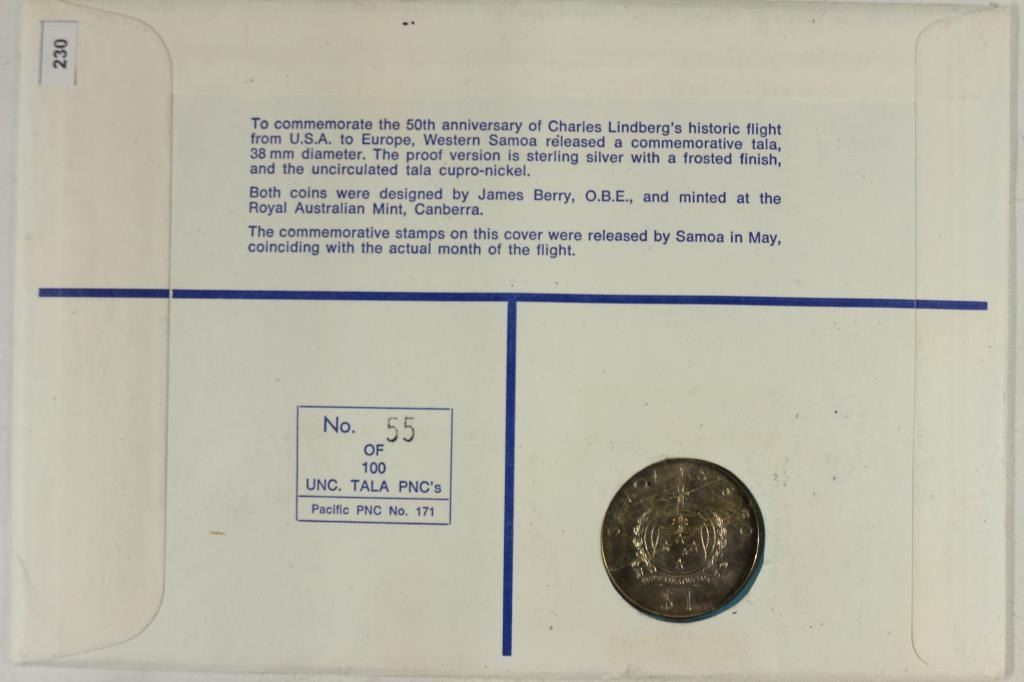 230
To commemorate the 50th anniversary of Charles Lindberg's historic flight
from U.S.A. to Europe, Western Samoa released a commemorative tala,
38 mm diameter. The proof version is sterling silver with a frosted finish,
and the uncirculated tala cupro-nickel.
Both coins were designed by James Berry, O.B.E., and minted at the
Royal Australian Mint, Canberra.
The commemorative stamps on this cover were released by Samoa in May,
coinciding with the actual month of the flight.
No. 55
OF
100
UNC. TALA PNC's
Pacific PNC No. 171
$1